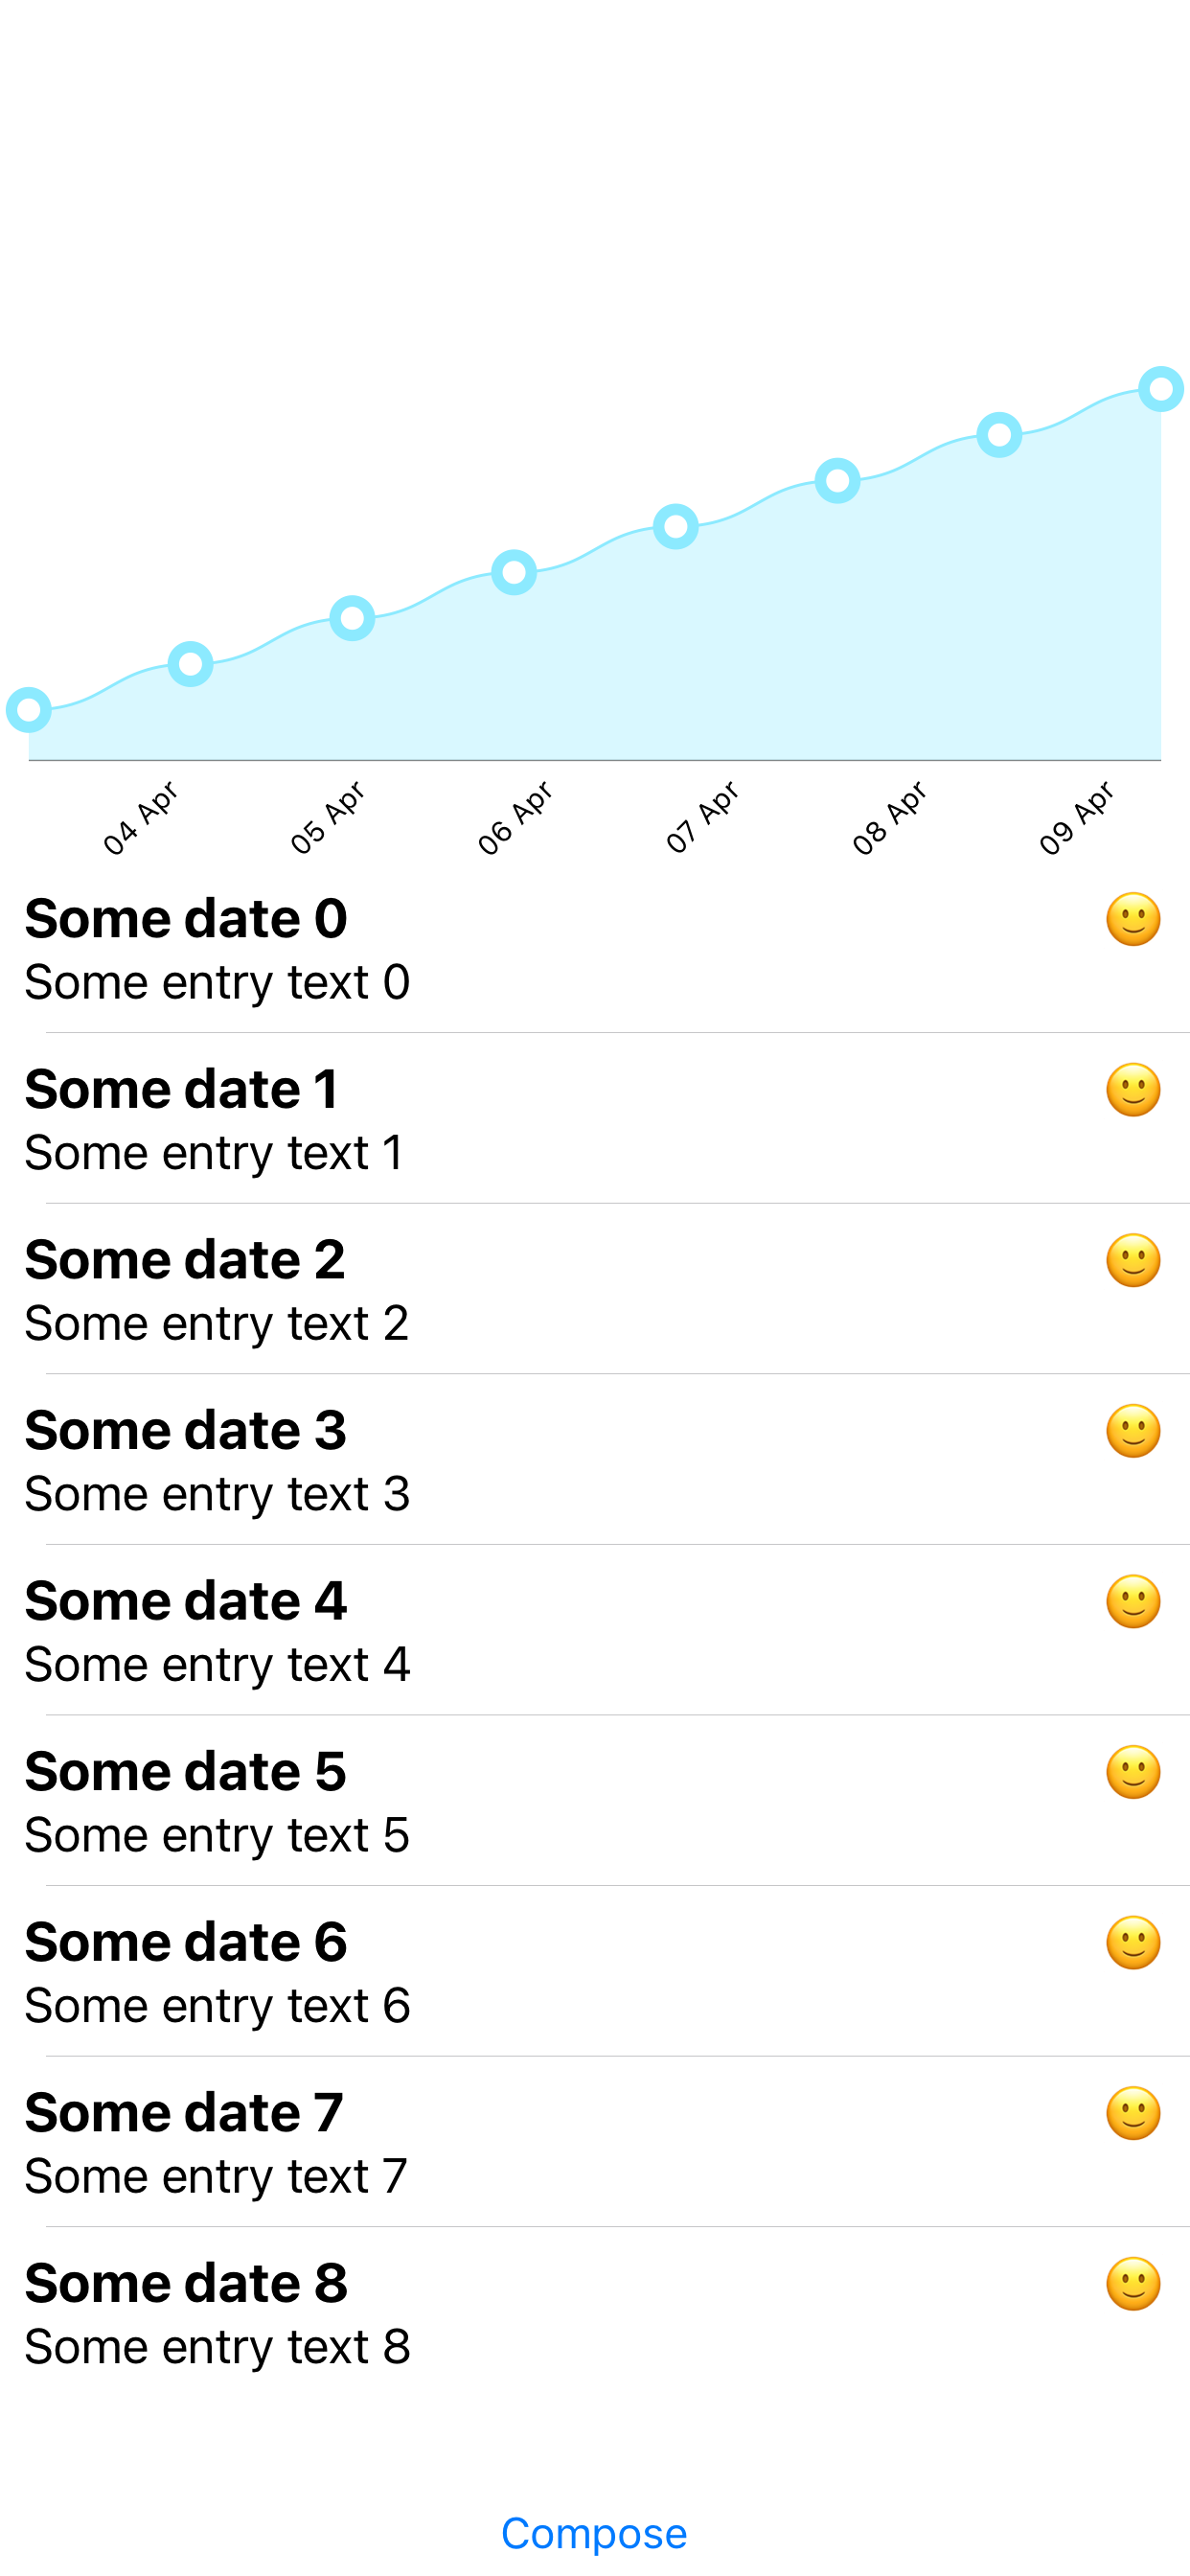 04 Apr
05 Apr
06 Apr
07 Apr
08 Apr
09 Apr
Some date 0
Some entry text 0
Some date 1
Some entry text 1
Some date 2
Some entry text 2
Some date 3
Some entry text 3
Some date 4
Some entry text 4
Some date 5
Some entry text 5
Some date 6
Some entry text 6
Some date 7
Some entry text 7
Some date 8
Some entry text 8
Compose